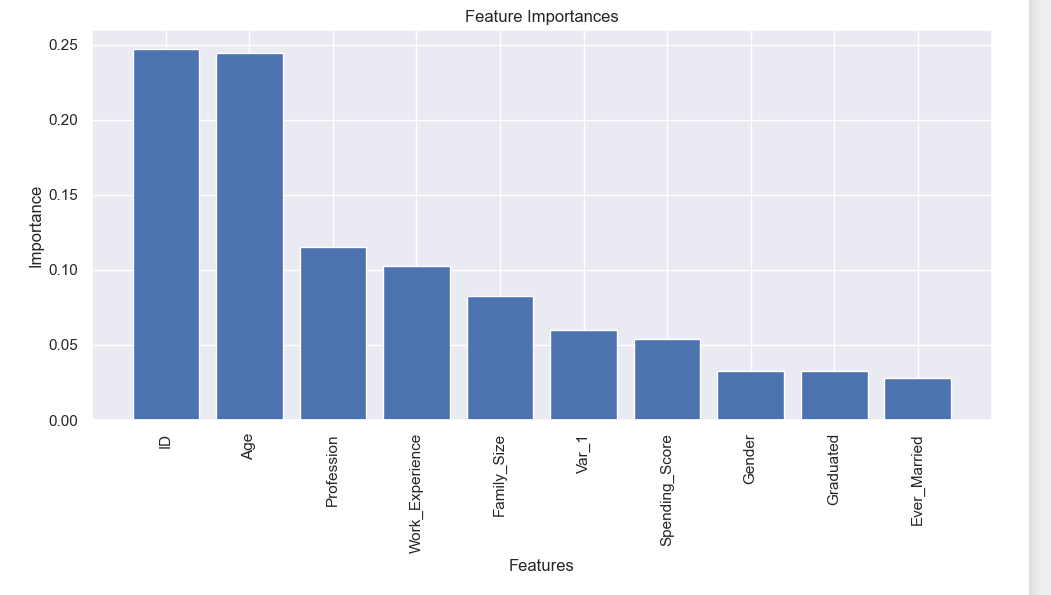 Feature Importances
0.25
0.20
0.15
0.10
0.05
0.00
Importance
ID
Age
Profession
Work_Experience
Family_Size
Var_1
Spending_Score
Gender
Graduated
Ever_Married
Features